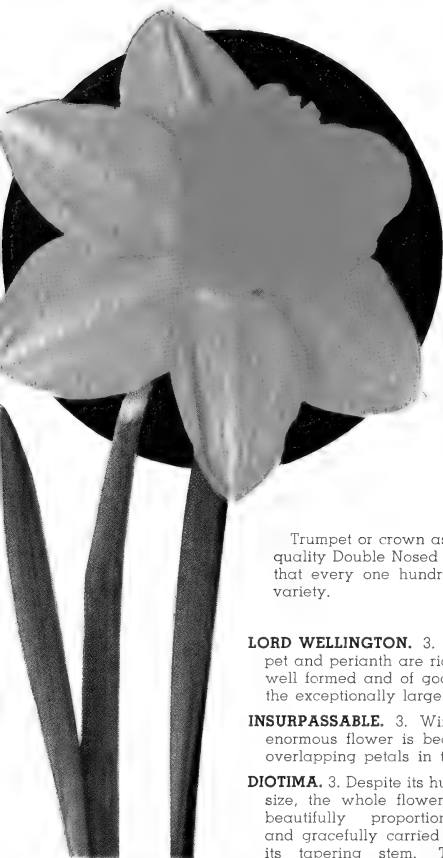 Trumpet or crown as
quality Double Nosed
that every one hundr
variety.
LORD WELLINGTON. 3.
pet and perianth are ric
well formed and of goo
the exceptionally large
INSURPASSABLE. 3. Wi
enormous flower is bec
overlapping petals in t
DIOTIMA. 3. Despite its hu
size, the whole flower
beautifully proportion
and gracefully carried
its tapering stem. T